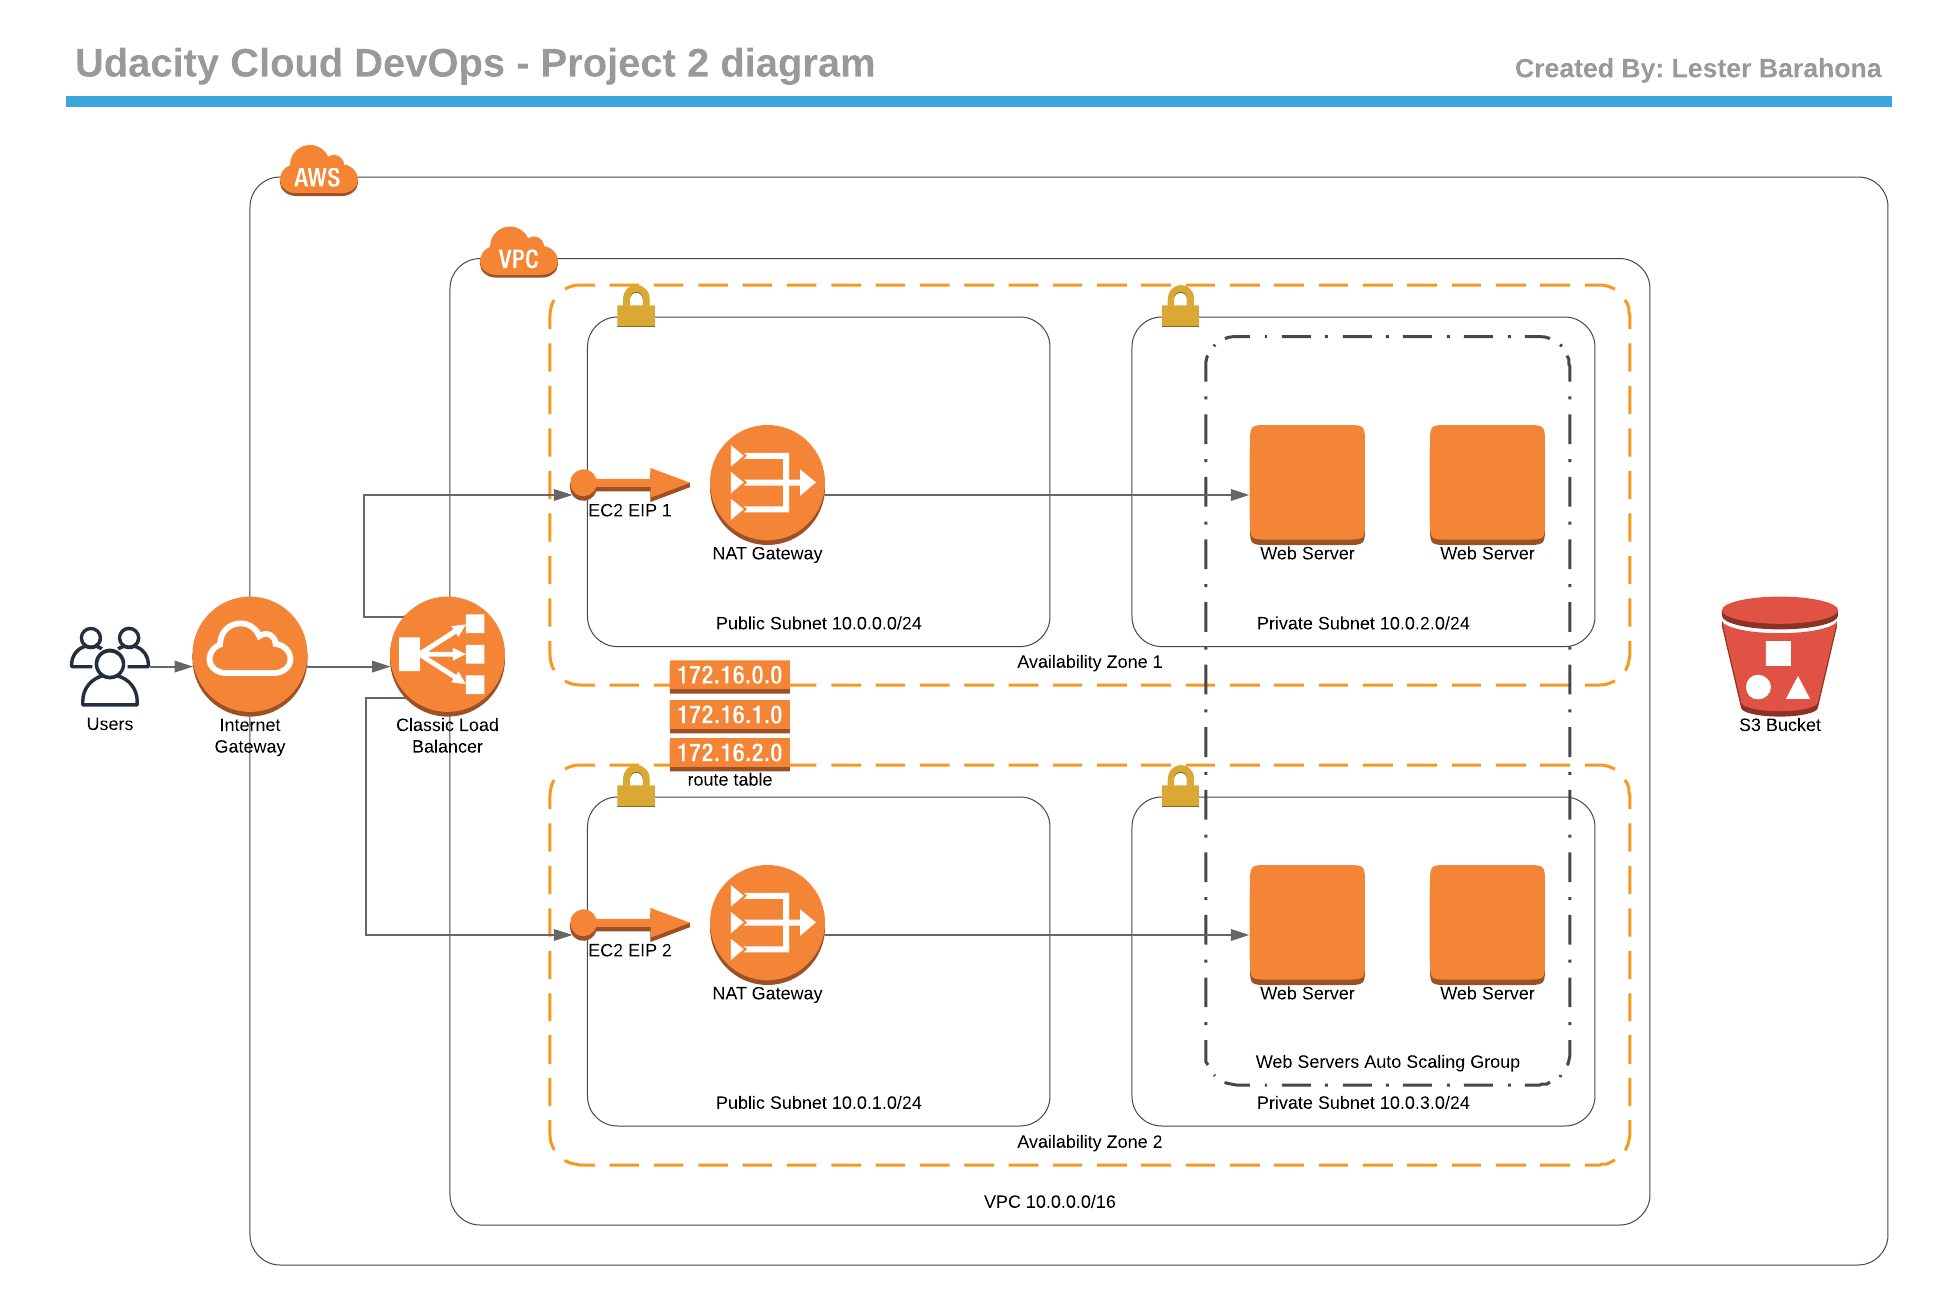 Udacity Cloud DevOps - Project 2 diagram
Created By: Lester Barahona
AWS
VPC
EC2 EIP 1
NAT Gateway
Web Server
Web Server
Public Subnet 10.0.0.0/24
Private Subnet 10.0.2.0/24
Availability Zone 1
Users
Internet
Gateway
Classic Load
Balancer
172.16.0.0
172.16.1.0
172.16.2.0
route table
S3 Bucket
EC2 EIP 2
NAT Gateway
Web Server
Web Server
Web Servers Auto Scaling Group
Public Subnet 10.0.1.0/24
Private Subnet 10.0.3.0/24
Availability Zone 2
VPC 10.0.0.0/16